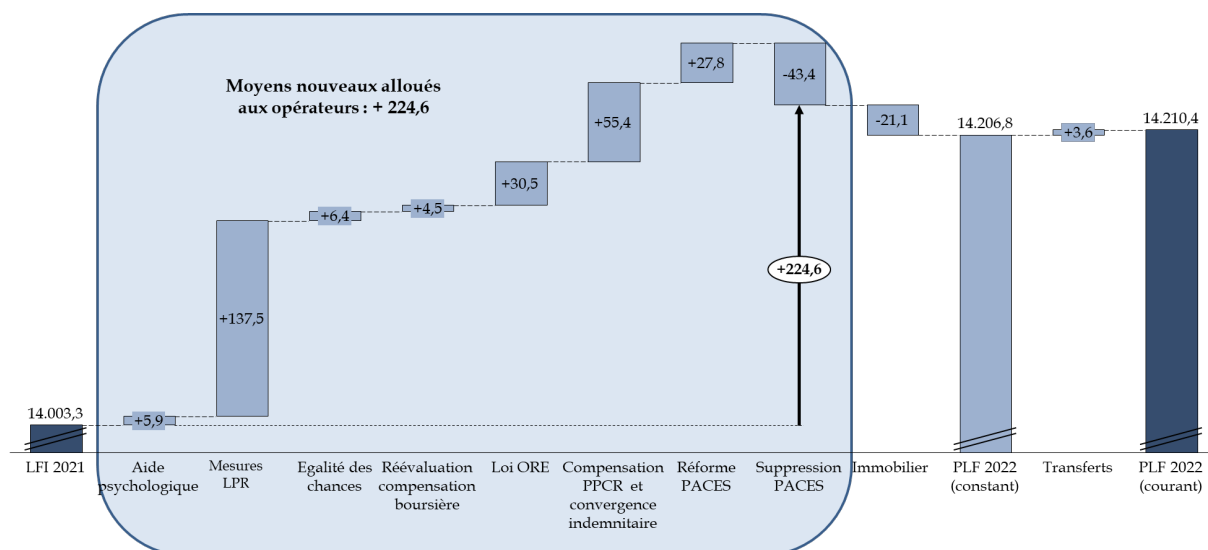 Moyens nouveaux alloués
aux opérateurs : + 224,6
14.003,3
+5,9
+137,5
+6,4
+4,5
+30,5
+55,4
+27,8
-43,4
+224,6
-21,1
14.206,8
+3,6
14.210,4
LFI 2021
Aide
psychologique
Mesures
LPR
Egalité des
chances
Réévaluation
compensation
boursière
Loi ORE
Compensation
PPCR et
convergence
indemnitaire
Réforme
PACES
Suppression
PACES
Immobilier
PLF 2022
(constant)
Transferts
PLF 2022
(courant)